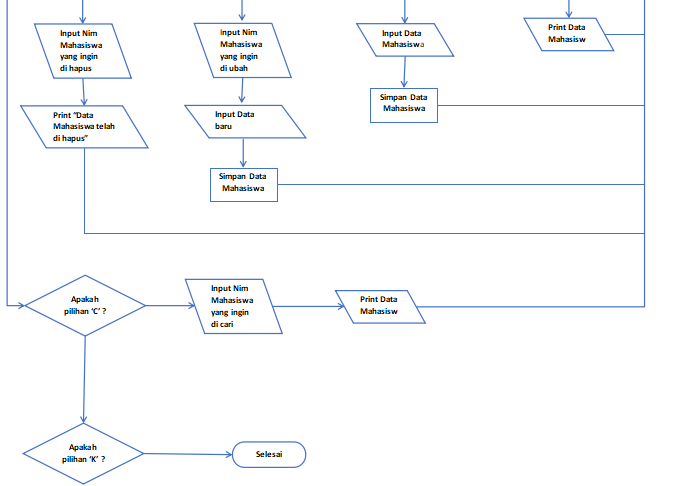 Input Nim
Mahasiswa
yang ingin
di hapus
Input Nim
Mahasiswa
yang ingin
di ubah
Input Data
Mahasiswa
Print Data
Mahasisw
Simpan Data
Mahasiswa
Print “Data
Mahasiswa telah
di hapus”
Input Data
baru
Simpan Data
Mahasiswa
Apakah
pilihan ‘C’ ?
Input Nim
Mahasiswa
yang ingin
di cari
Print Data
Mahasisw
Apakah
pilihan ‘K’ ?
Selesai